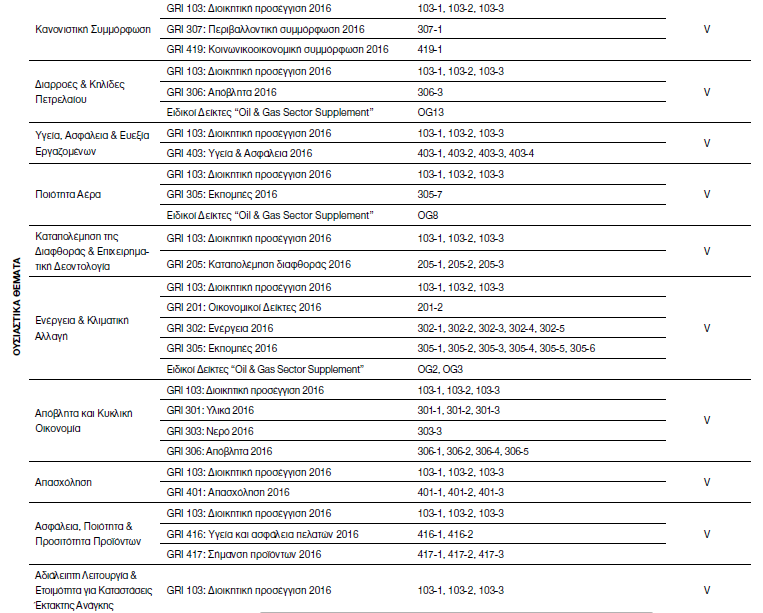 ΟΥΣΙΑΣΤΙΚΑ ΘΕΜΑΤΑ
Κανονιστική Συμμόρφωση
GRI 103: Διοικητική προσέγγιση 2016 103-1, 103-2, 103-3
GRI 307: Περιβαλλοντική συμμόρφωση 2016 307-1 V
GRI 419: Κοινωνικοοικονομική συμμόρφωση 2016 419-1
Διαρροές & Κηλίδες
Πετρελαίου
GRI 103: Διοικητική προσέγγιση 2016 103-1, 103-2, 103-3
GRI 306: Απόβλητα 2016 306-3 V
Ειδικοί Δείκτες “Oil & Gas Sector Supplement” OG13
Υγεία, Ασφάλεια & Ευεξία
Εργαζομένων
GRI 103: Διοικητική προσέγγιση 2016 103-1, 103-2, 103-3 V
GRI 403: Υγεία & Ασφάλεια 2016 403-1, 403-2, 403-3, 403-4
Ποιότητα Αέρα
GRI 103: Διοικητική προσέγγιση 2016 103-1, 103-2, 103-3
GRI 305: Εκπομπές 2016 305-7 V
Ειδικοί Δείκτες “Oil & Gas Sector Supplement” OG8
Καταπολέμηση της
Διαφθοράς & Επιχειρημα-
τική Δεοντολογία
GRI 103: Διοικητική προσέγγιση 2016 103-1, 103-2, 103-3 V
GRI 205: Καταπολέμηση διαφθοράς 2016 205-1, 205-2, 205-3
Ενέργεια & Κλιματική
Αλλαγή
GRI 103: Διοικητική προσέγγιση 2016 103-1, 103-2, 103-3
GRI 201: Οικονομικοί Δείκτες 2016 201-2
GRI 302: Ενέργεια 2016 302-1, 302-2, 302-3, 302-4, 302-5 V
GRI 305: Εκπομπές 2016 305-1, 305-2, 305-3, 305-4, 305-5, 305-6
Ειδικοί Δείκτες “Oil & Gas Sector Supplement” OG2, OG3
Απόβλητα και Κυκλική
Οικονομία
GRI 103: Διοικητική προσέγγιση 2016 103-1, 103-2, 103-3
GRI 301: Υλικά 2016 301-1, 301-2, 301-3 V
GRI 303: Νερό 2016 303-3
GRI 306: Απόβλητα 2016 306-1, 306-2, 306-4, 306-5
Απασχόληση
GRI 103: Διοικητική προσέγγιση 2016 103-1, 103-2, 103-3 V
GRI 401: Απασχόληση 2016 401-1, 401-2, 401-3
Ασφάλεια, Ποιότητα &
Προσιτότητα Προϊόντων
GRI 103: Διοικητική προσέγγιση 2016 103-1, 103-2, 103-3
GRI 416: Υγεία και ασφάλεια πελατών 2016 416-1, 416-2 V
GRI 417: Σήμανση προϊόντων 2016 417-1, 417-2, 417-3
Αδιάλειπτη Λειτουργία &
Ετοιμότητα για Καταστάσεις
Έκτακτης Ανάγκης
GRI 103: Διοικητική προσέγγιση 2016 103-1, 103-2, 103-3 V